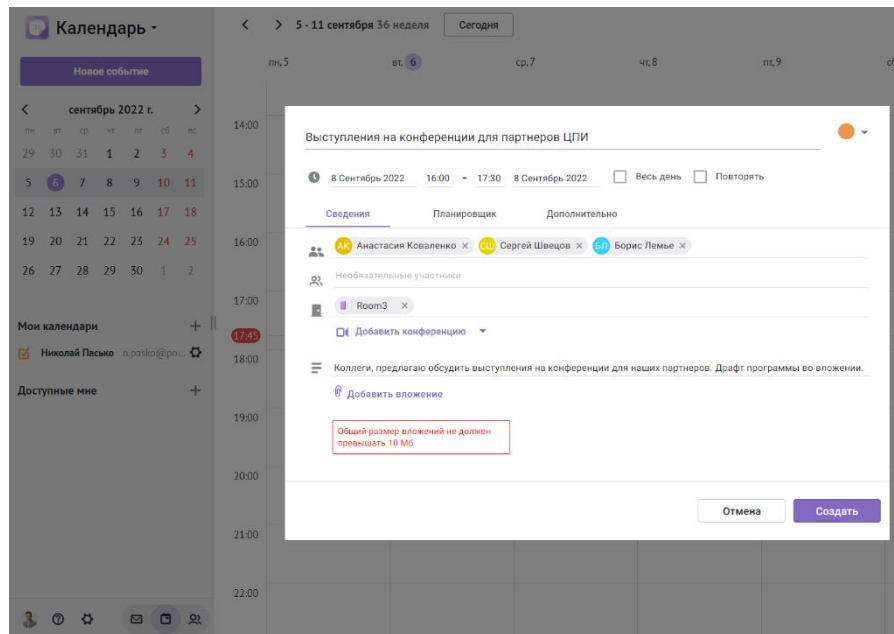 Календарь
5 - 11 сентября 36 неделя
Сегодня
пн, 5
вт, 6
ср, 7
чт, 8
пт, 9
сб
Новое событие
сентябрь 2022 г.
пн вт ср чт пт сб вс
29 30 31 1 2 3 4
5 6 7 8 9 10 11
12 13 14 15 16 17 18
19 20 21 22 23 24 25
26 27 28 29 30 1 2
Мои календари
Николай Пасько n.pasko@po...
Доступные мне
14:00
15:00
16:00
17:00
17:45
18:00
19:00
20:00
21:00
22:00
Выступления на конференции для партнеров ЦПИ
8 Сентябрь 2022 16:00 - 17:30 8 Сентябрь 2022 Весь день Повторять
Сведения Планировщик Дополнительно
АК Анастасия Коваленко × СШ Сергей Швецов × БЛ Борис Лемье ×
Необязательные участники
Room3 ×
Добавить конференцию
Коллеги, предлагаю обсудить выступления на конференции для наших партнеров. Драфт программы во вложении.
Добавить вложение
Общий размер вложений не должен
превышать 10 Мб
Отмена Создать